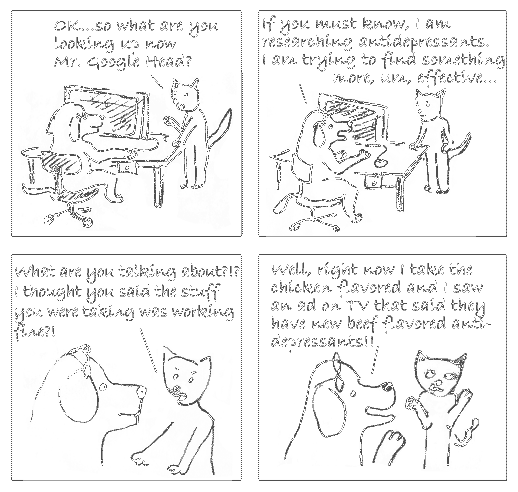 OK....so what are you
looking up now
Mr. Google Head?
If you must know, I am
researching antidepressants.
I am trying to find something
more, um, effective...
What are you talking about?!?
I thought you said the stuff
you were taking was working
fine?!
Well, right now I take the
chicken flavored and I saw
an ad on TV that said they
have new beef flavored anti-
depressants!!